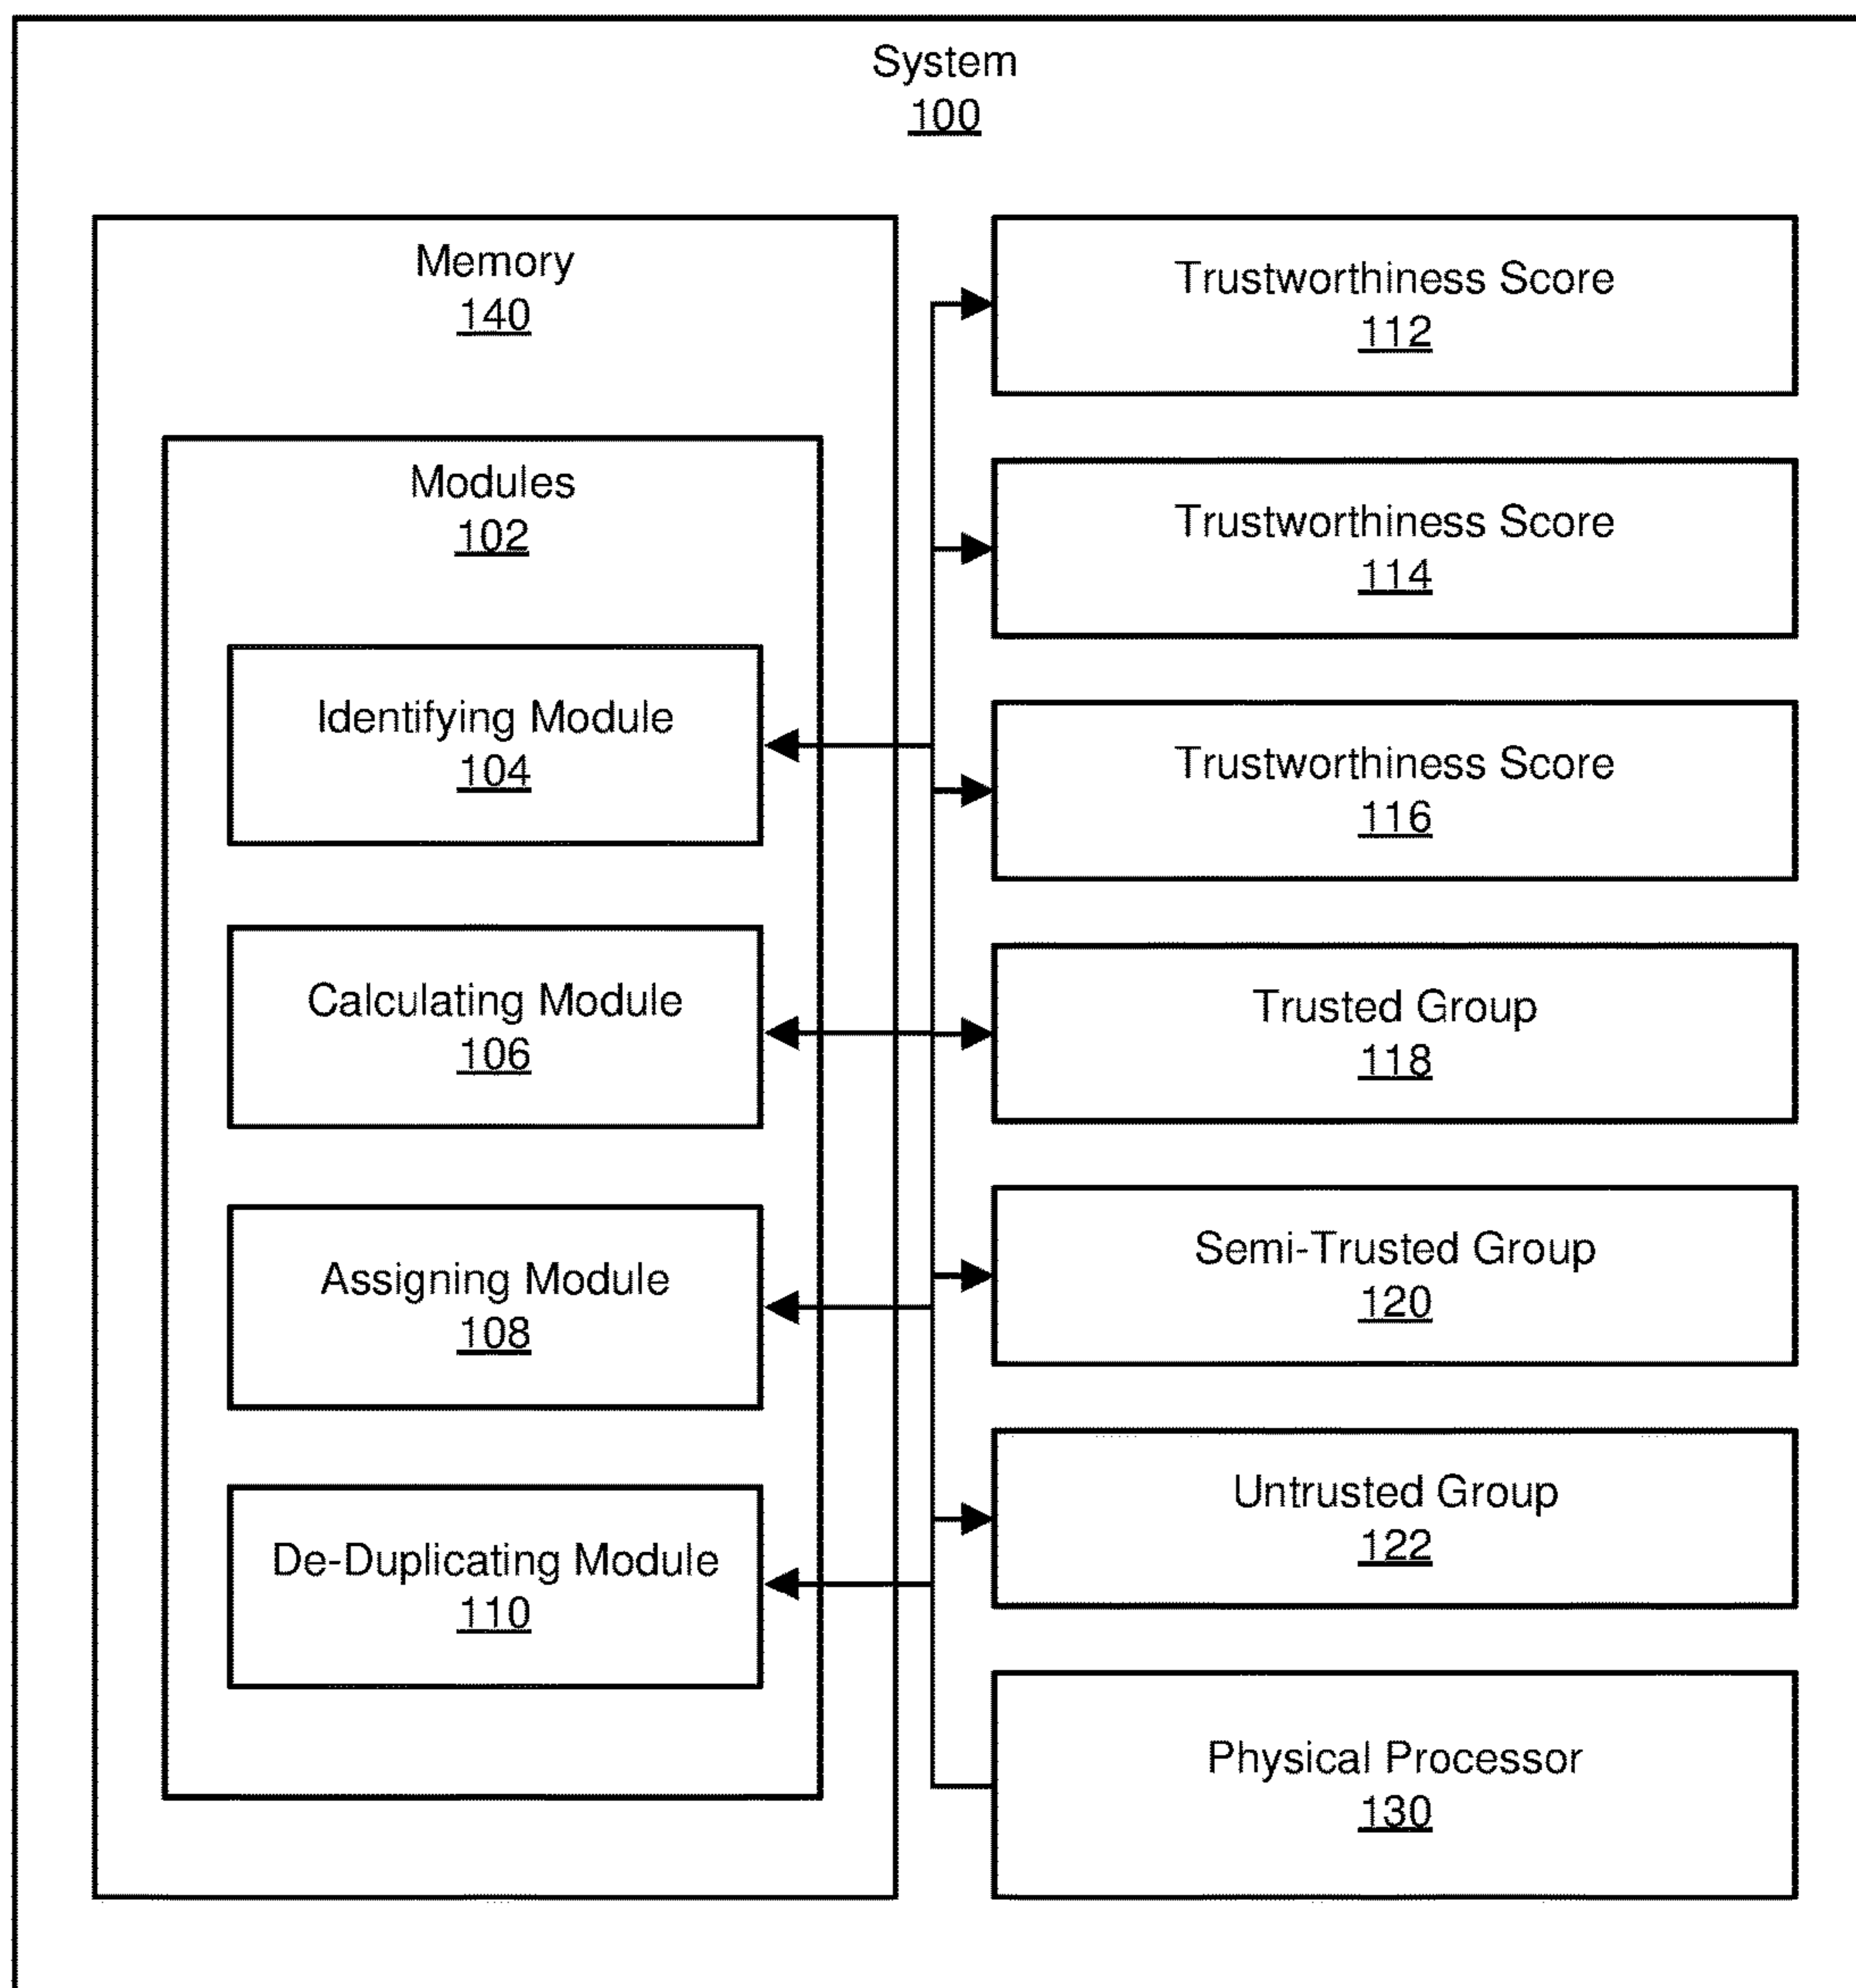 System
100
Memory
140
Modules
102
Identifying Module
104
Calculating Module
106
Assigning Module
108
De-Duplicating Module
110
Trustworthiness Score
112
Trustworthiness Score
114
Trustworthiness Score
116
Trusted Group
118
Semi-Trusted Group
120
Untrusted Group
122
Physical Processor
130